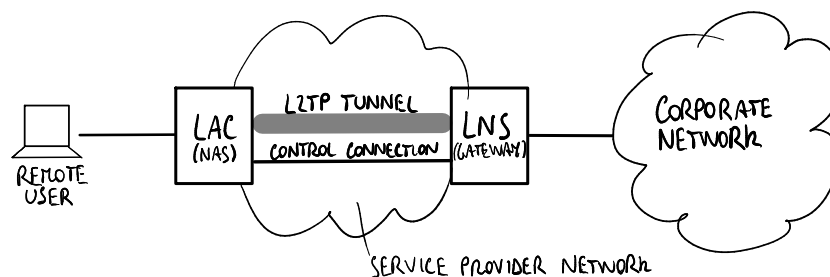 L2TP TUNNEL
LAC
(NAS)
LNS
(GATEWAY)
CORPORATE
NETWORK
CONTROL CONNECTION
REMOTE
USER
SERVICE PROVIDER NETWORK